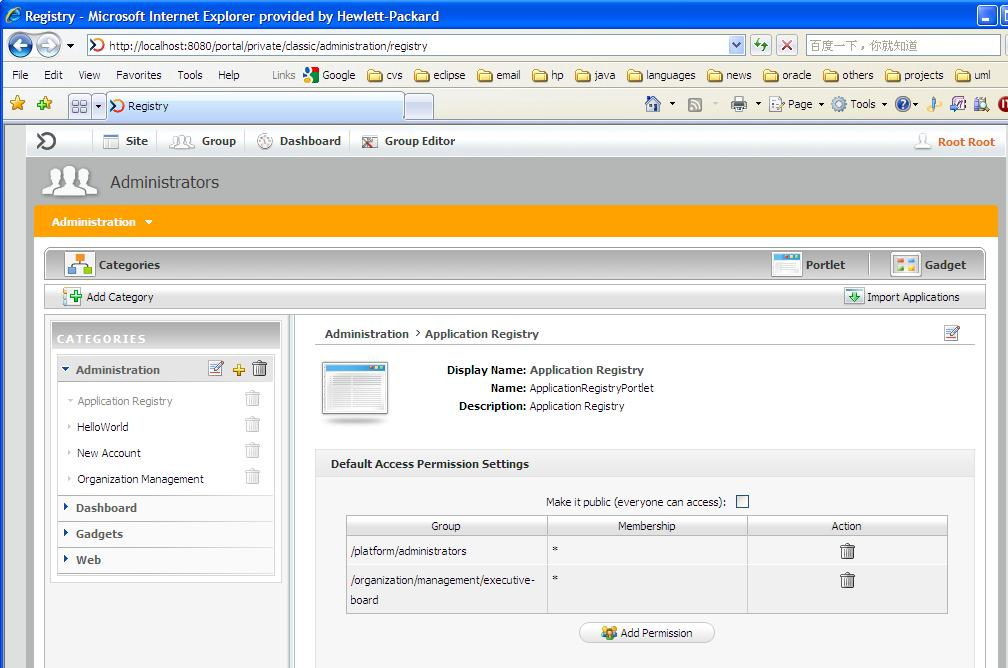 Registry - Microsoft Internet Explorer provided by Hewlett-Packard
http://localhost:8080/portal/private/classic/administration/registry
百度一下，你就知道
File Edit View Favorites Tools Help Links Google cvs eclipse email hp java languages news oracle others projects uml
Registry Page Tools
Site Group Dashboard Group Editor Root Root
Administrators
Administration
Categories Portlet Gadget
Add Category Import Applications
CATEGORIES
Administration
Application Registry
HelloWorld
New Account
Organization Management
Dashboard
Gadgets
Web
Administration > Application Registry
Display Name: Application Registry
Name: ApplicationRegistryPortlet
Description: Application Registry
Default Access Permission Settings
Make it public (everyone can access):
Group Membership Action
/platform/administrators *
/organization/management/executive- *
board
Add Permission